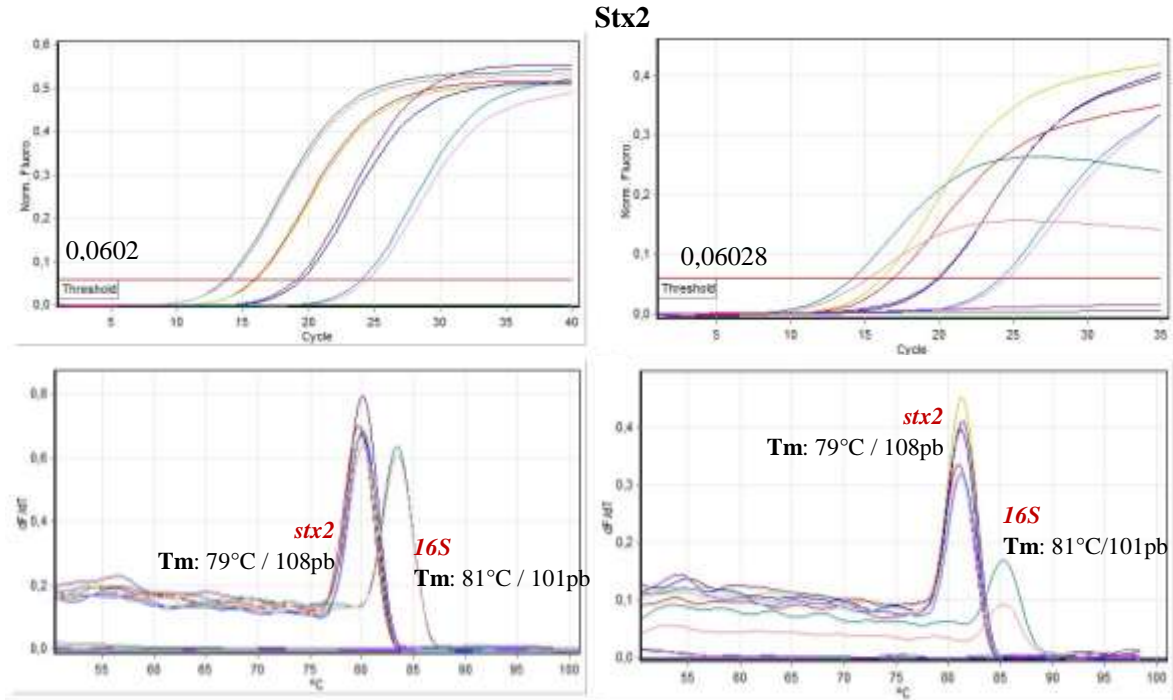 Stx2
0,6
0,5
0,4
0,3
0,2
0,1
0,0
Norm. Fluoro
0,0602
Threshold
5 10 15 20 25 30 35 40
Cycle
0,4
0,3
0,2
0,1
0,0
Norm. Fluoro
0,06028
Threshold
5 10 15 20 25 30 35
Cycle
0,8
0,6
0,4
0,2
0,0
dF/dT
stx2
Tm: 79°C / 108pb
16S
Tm: 81°C / 101pb
55 60 65 70 75 80 85 90 95 100
°C
0,4
0,3
0,2
0,1
0,0
dF/dT
stx2
Tm: 79°C / 108pb
16S
Tm: 81°C/101pb
55 60 65 70 75 80 85 90 95 100
°C